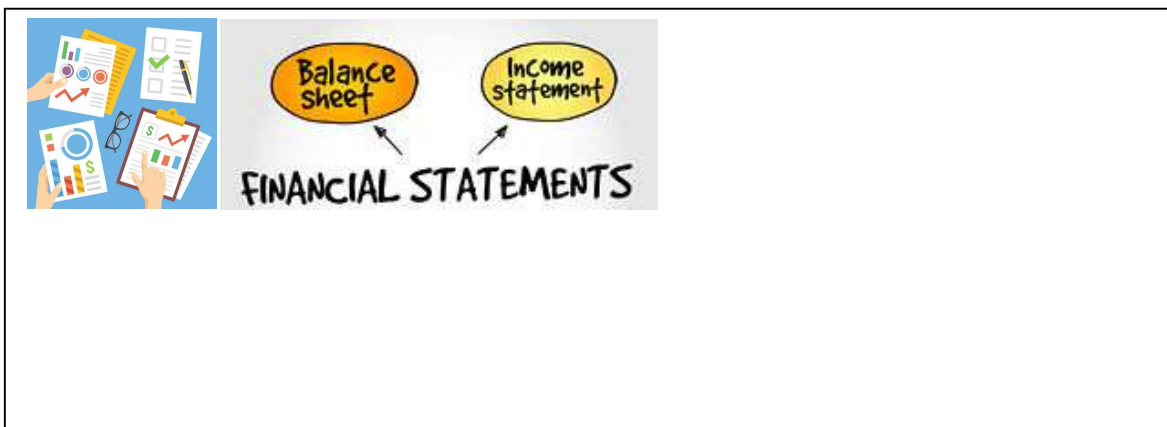 Balance
sheet
Income
statement
FINANCIAL STATEMENTS
$
$